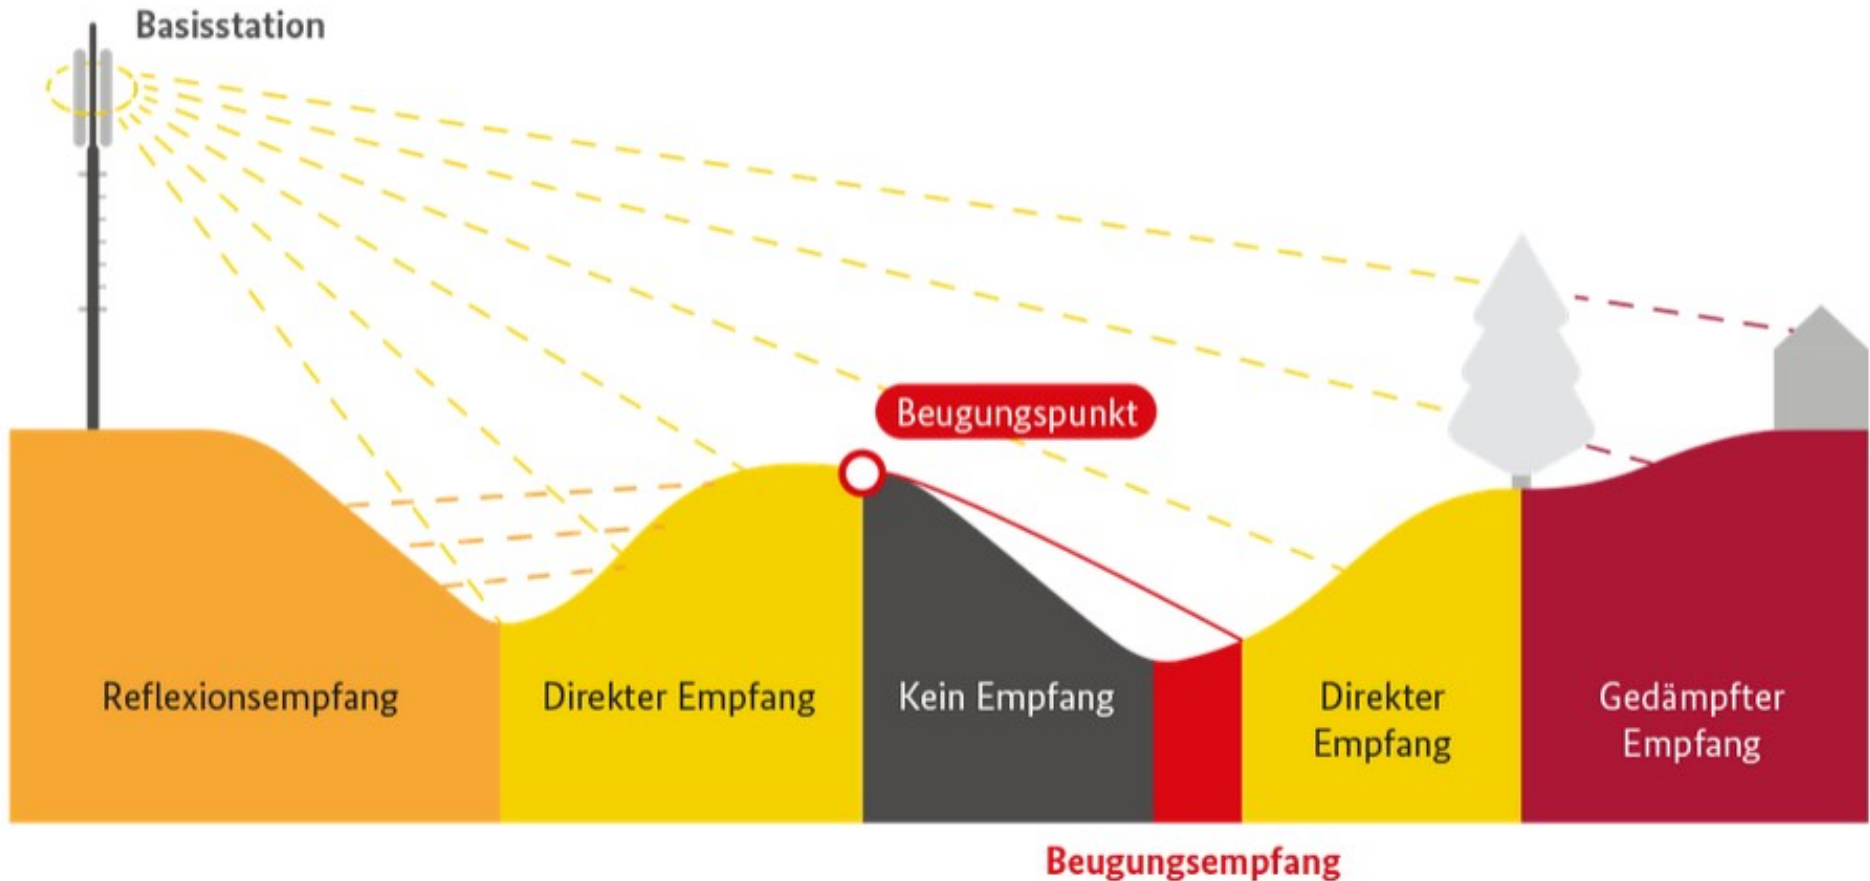 Basisstation
Beugungspunkt
Reflexionsempfang
Direkter Empfang
Kein Empfang
Direkter
Empfang
Gedämpfter
Empfang
Beugungsempfang